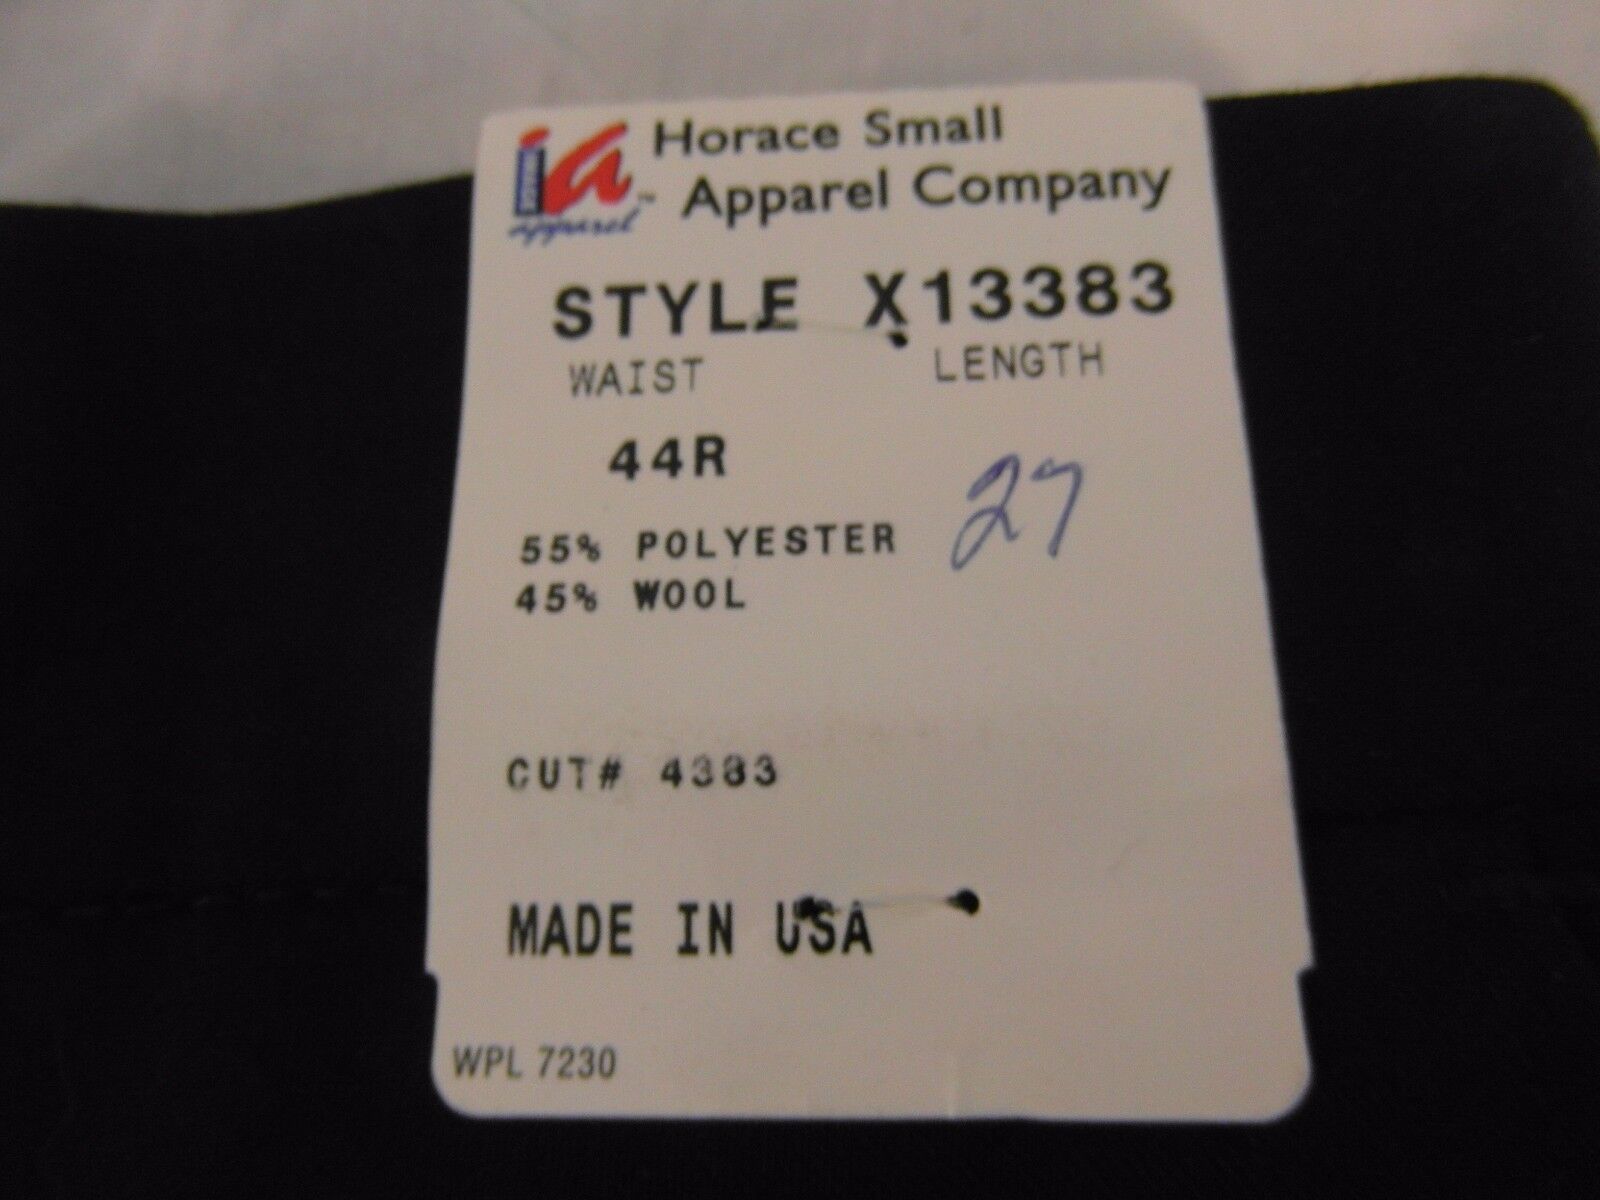 ia Horace Small
apparel™ Apparel Company
STYLE X13383
WAIST LENGTH
44R 27
55% POLYESTER
45% WOOL
CUT# 4383
MADE IN USA
WPL 7230